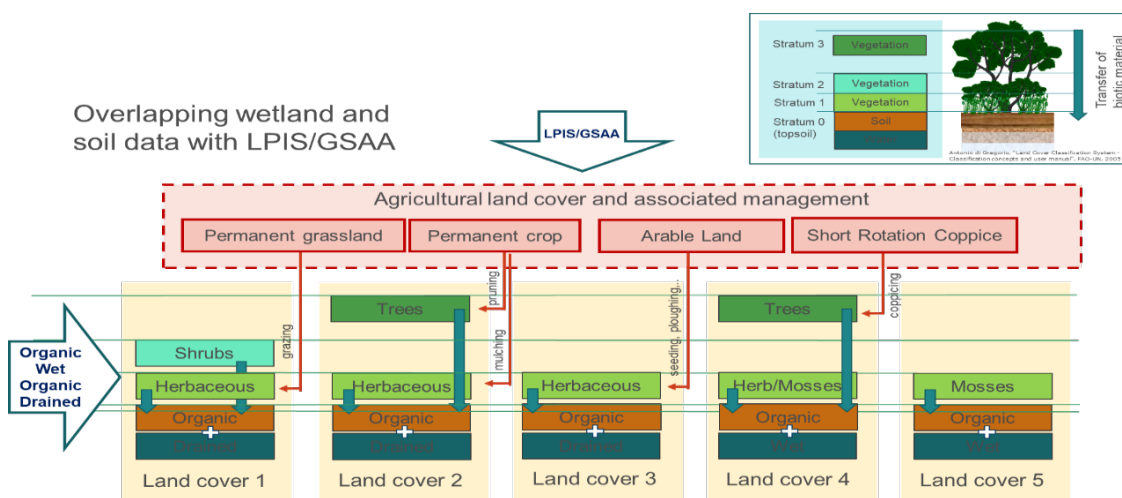 Overlapping wetland and
soil data with LPIS/GSAA
LPIS/GSAA
Stratum 3
Vegetation
Stratum 2
Vegetation
Stratum 1
Vegetation
Stratum 0
(topsoil)
Soil
Transfer of
biotic material
Antonio di Gregorio, "Land Cover Classification System -
Classification concepts and user manual", FAO-UN, 2005
Agricultural land cover and associated management
Permanent grassland
Permanent crop
Arable Land
Short Rotation Coppice
grazing
pruning
mulching
seeding, ploughing...
coppicing
Organic
Wet
Organic
Drained
Shrubs
Herbaceous
Organic
+
Drained
Land cover 1
Trees
Herbaceous
Organic
+
Drained
Land cover 2
Herbaceous
Organic
+
Drained
Land cover 3
Trees
Herb/Mosses
Organic
+
Wet
Land cover 4
Mosses
Organic
+
Wet
Land cover 5